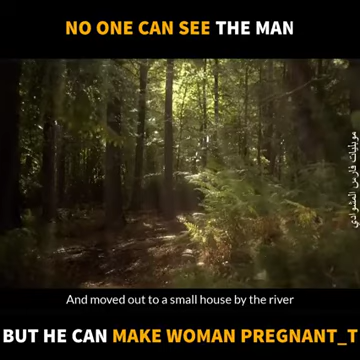 NO ONE CAN SEE THE MAN
And moved out to a small house by the river
BUT HE CAN MAKE WOMAN PREGNANT_T